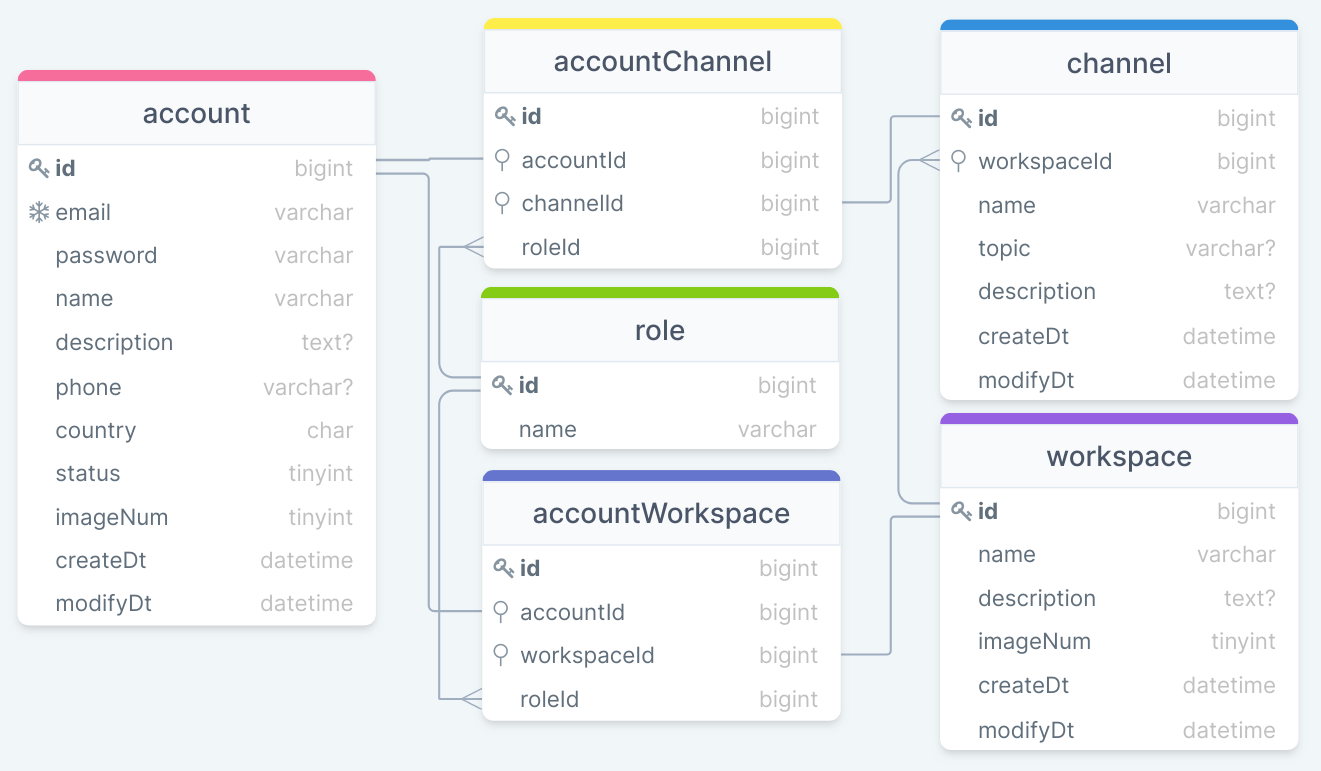 account
id bigint
email varchar
password varchar
name varchar
description text?
phone varchar?
country char
status tinyint
imageNum tinyint
createDt datetime
modifyDt datetime
accountChannel
id bigint
accountId bigint
channelId bigint
roleId bigint
role
id bigint
name varchar
accountWorkspace
id bigint
accountId bigint
workspaceId bigint
roleId bigint
channel
id bigint
workspaceId bigint
name varchar
topic varchar?
description text?
createDt datetime
modifyDt datetime
workspace
id bigint
name varchar
description text?
imageNum tinyint
createDt datetime
modifyDt datetime